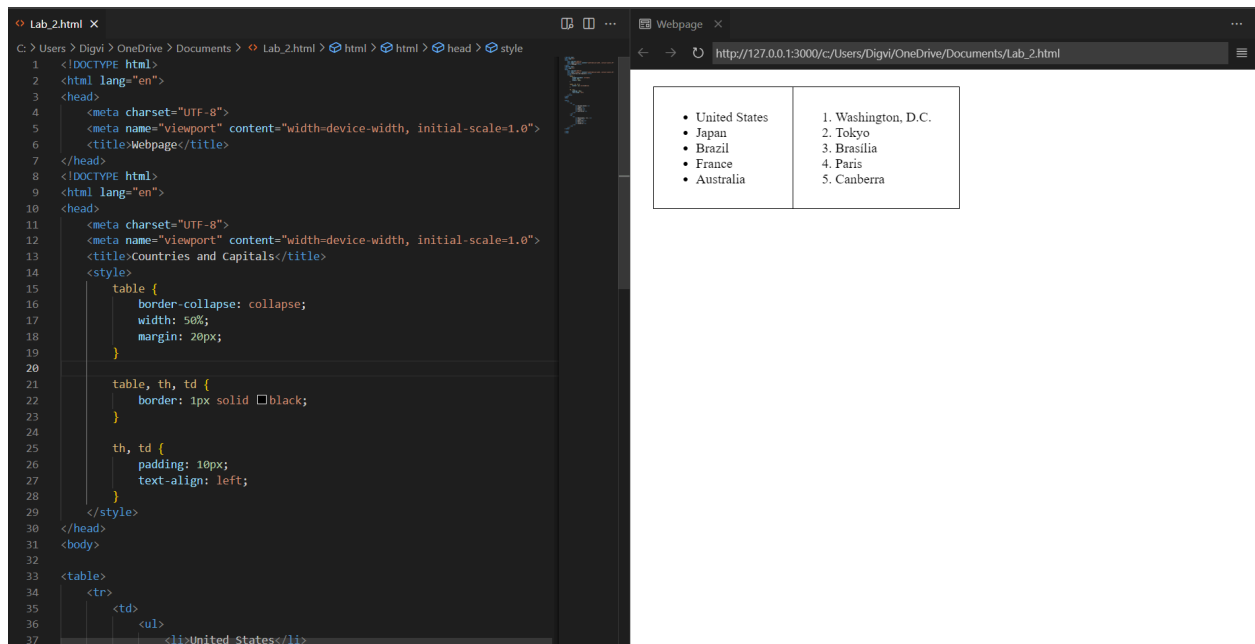 Lab_2.html
C: > Users > Digvi > OneDrive > Documents > Lab_2.html > html > html > head > style
1 <!DOCTYPE html>
2 <html lang="en">
3 <head>
4     <meta charset="UTF-8">
5     <meta name="viewport" content="width=device-width, initial-scale=1.0">
6     <title>Webpage</title>
7 </head>
8 <!DOCTYPE html>
9 <html lang="en">
10 <head>
11     <meta charset="UTF-8">
12     <meta name="viewport" content="width=device-width, initial-scale=1.0">
13     <title>Countries and Capitals</title>
14     <style>
15         table {
16             border-collapse: collapse;
17             width: 50%;
18             margin: 20px;
19         }
20
21         table, th, td {
22             border: 1px solid black;
23         }
24
25         th, td {
26             padding: 10px;
27             text-align: left;
28         }
29     </style>
30 </head>
31 <body>
32
33 <table>
34     <tr>
35         <td>
36             <ul>
37                 <li>United States</li>
Webpage
http://127.0.0.1:3000/c:/Users/Digvi/OneDrive/Documents/Lab_2.html
• United States
• Japan
• Brazil
• France
• Australia
1. Washington, D.C.
2. Tokyo
3. Brasília
4. Paris
5. Canberra